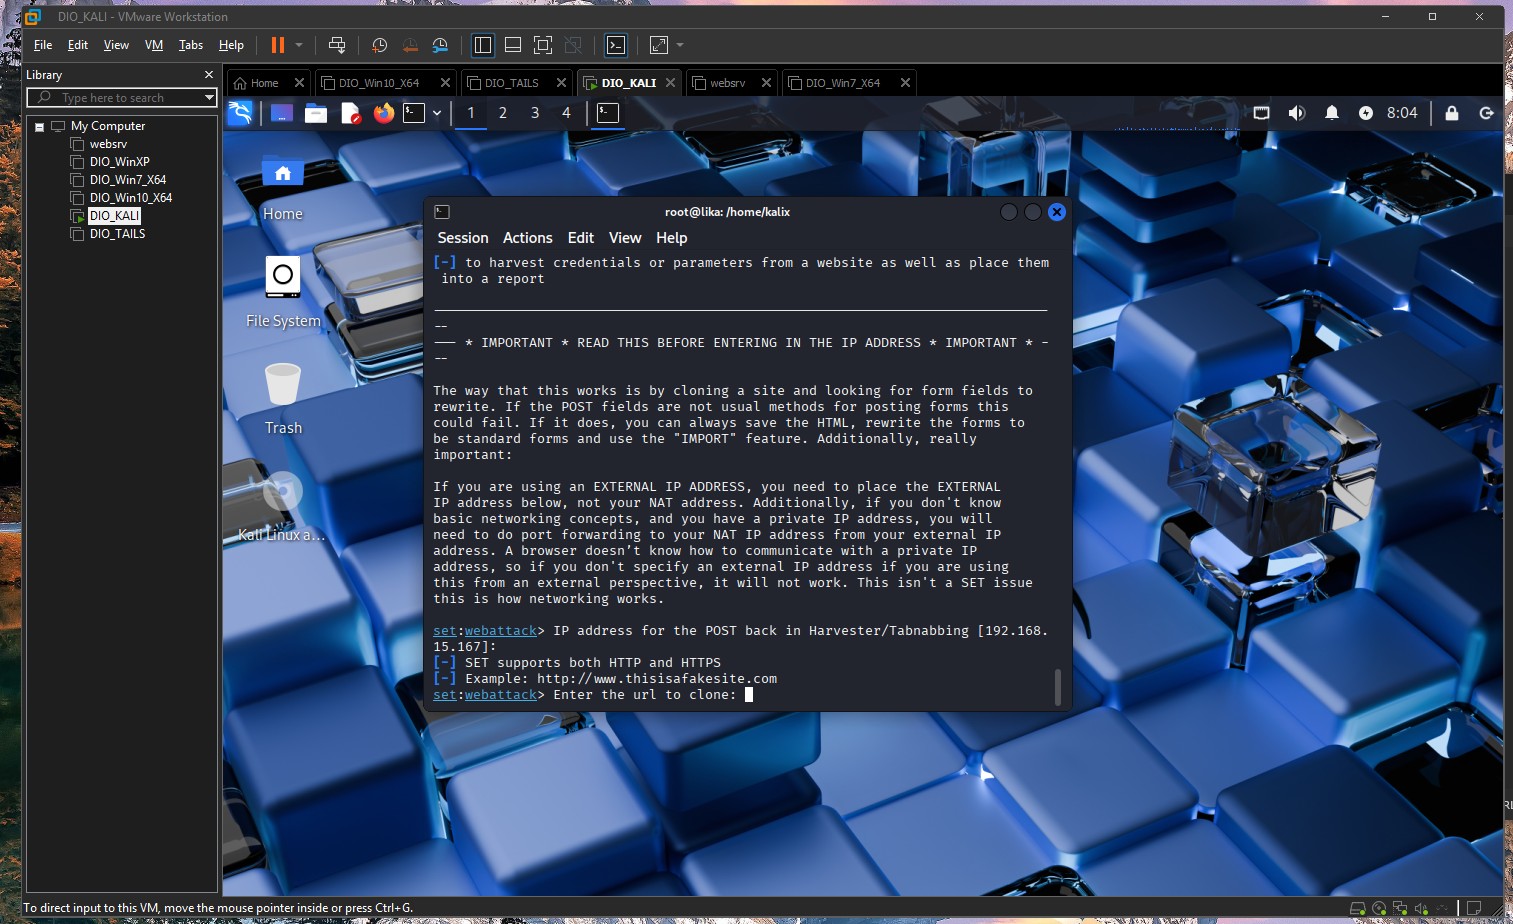 DIO_KALI - VMware Workstation
File Edit View VM Tabs Help
Library
Type here to search
My Computer
websrv
DIO_WinXP
DIO_Win7_X64
DIO_Win10_X64
DIO_KALI
DIO_TAILS
Home DIO_Win10_X64 DIO_TAILS DIO_KALI websrv DIO_Win7_X64
1 2 3 4 8:04
Home
File System
Trash
Kali Linux a...
root@lika: /home/kalix
Session Actions Edit View Help
[-] to harvest credentials or parameters from a website as well as place them
into a report
--
--- * IMPORTANT * READ THIS BEFORE ENTERING IN THE IP ADDRESS * IMPORTANT * -
--
The way that this works is by cloning a site and looking for form fields to
rewrite. If the POST fields are not usual methods for posting forms this
could fail. If it does, you can always save the HTML, rewrite the forms to
be standard forms and use the "IMPORT" feature. Additionally, really
important:
If you are using an EXTERNAL IP ADDRESS, you need to place the EXTERNAL
IP address below, not your NAT address. Additionally, if you don't know
basic networking concepts, and you have a private IP address, you will
need to do port forwarding to your NAT IP address from your external IP
address. A browser doesn’t know how to communicate with a private IP
address, so if you don't specify an external IP address if you are using
this from an external perspective, it will not work. This isn't a SET issue
this is how networking works.
set:webattack> IP address for the POST back in Harvester/Tabnabbing [192.168.
15.167]:
[-] SET supports both HTTP and HTTPS
[-] Example: http://www.thisisafakesite.com
set:webattack> Enter the url to clone:
To direct input to this VM, move the mouse pointer inside or press Ctrl+G.